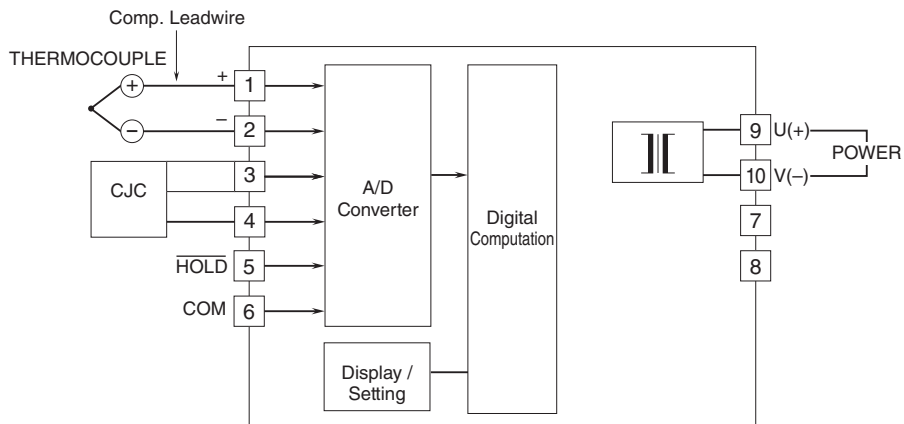 Comp. Leadwire
THERMOCOUPLE
+
+
1
−
−
2
CJC
3
4
HOLD
5
COM
6
A/D
Converter
Digital
Computation
Display /
Setting
9
U(+)
POWER
10
V(−)
7
8